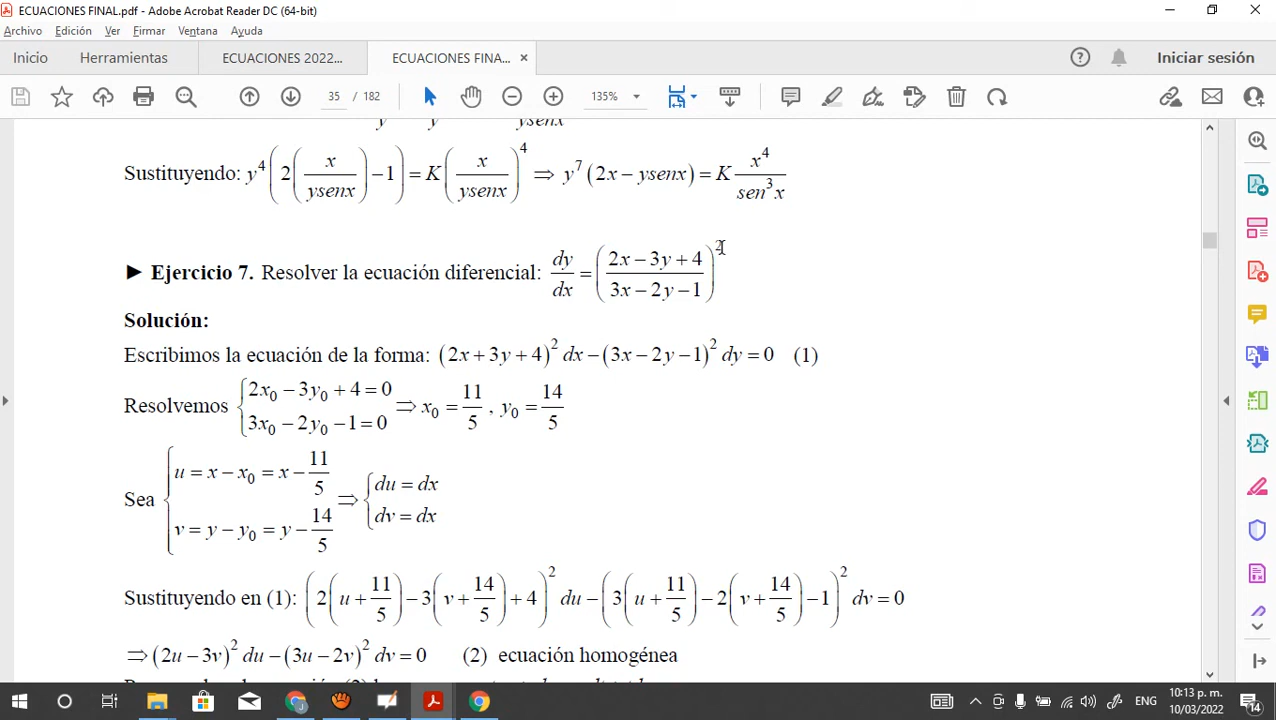 ECUACIONES FINAL.pdf - Adobe Acrobat Reader DC (64-bit)
Archivo Edición Ver Firmar Ventana Ayuda
Inicio Herramientas ECUACIONES 2022... ECUACIONES FINA... × Iniciar sesión
35 / 182 135%
y y ysenx
Sustituyendo: y^4 (2(x/ysenx) − 1) = K(x/ysenx)^4 ⇒ y^7 (2x − ysenx) = K x^4/sen^3 x
► Ejercicio 7. Resolver la ecuación diferencial: dy/dx = ((2x − 3y + 4)/(3x − 2y − 1))^2
Solución:
Escribimos la ecuación de la forma: (2x + 3y + 4)^2 dx − (3x − 2y − 1)^2 dy = 0 (1)
Resolvemos { 2x₀ − 3y₀ + 4 = 0
3x₀ − 2y₀ − 1 = 0 ⇒ x₀ = 11/5 , y₀ = 14/5
Sea { u = x − x₀ = x − 11/5
v = y − y₀ = y − 14/5 ⇒ { du = dx
dv = dx
Sustituyendo en (1): (2(u + 11/5) − 3(v + 14/5) + 4)^2 du − (3(u + 11/5) − 2(v + 14/5) − 1)^2 dv = 0
⇒ (2u − 3v)^2 du − (3u − 2v)^2 dv = 0 (2) ecuación homogénea
ENG 10:13 p. m.
10/03/2022 14